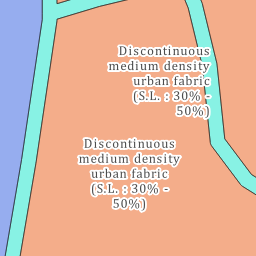 Discontinuous
medium density
urban fabric
(S.L. : 30% -
50%)
Discontinuous
medium density
urban fabric
(S.L. : 30% -
50%)